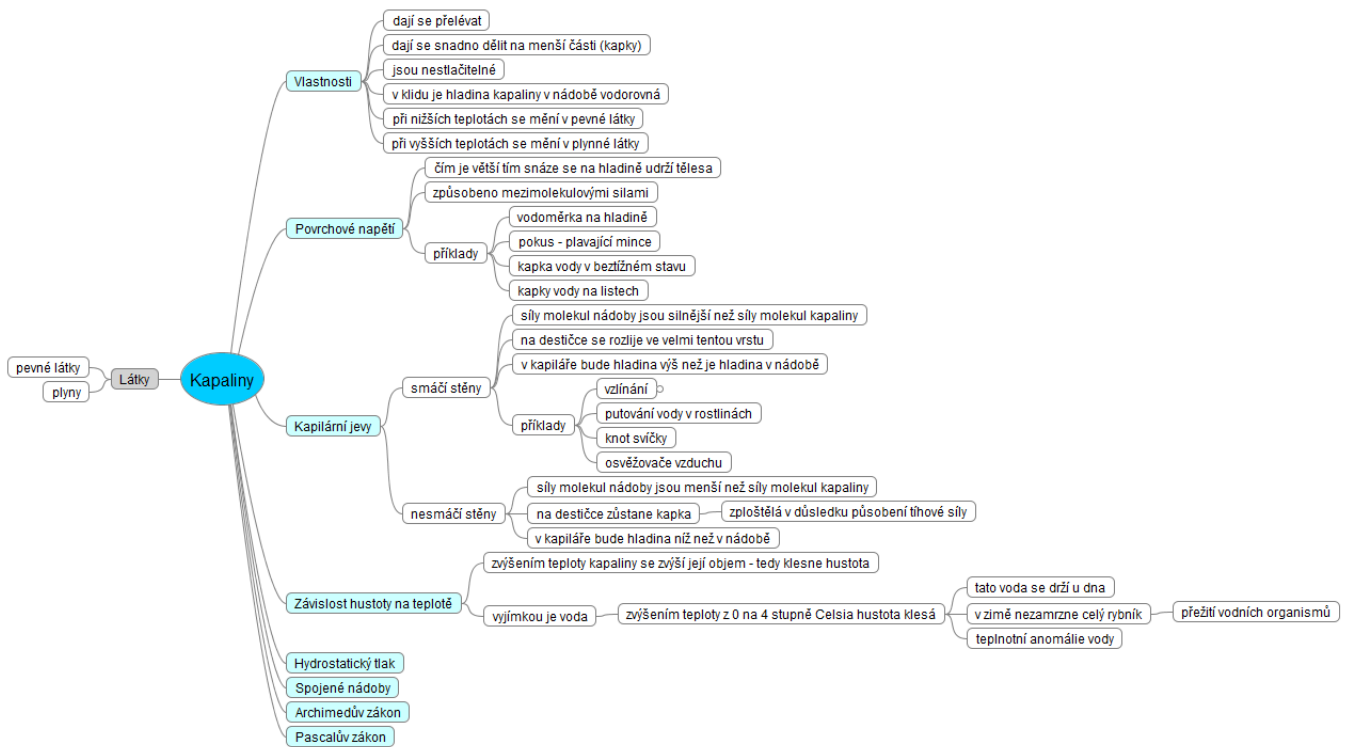 dají se přelévat
dají se snadno dělit na menší části (kapky)
jsou nestlačitelné
Vlastnosti
v klidu je hladina kapaliny v nádobě vodorovná
při nižších teplotách se mění v pevné látky
při vyšších teplotách se mění v plynné látky
čím je větší tím snáze se na hladině udrží tělesa
způsobeno mezimolekulovými silami
Povrchové napětí
vodoměrka na hladině
pokus - plavající mince
příklady
kapka vody v beztížném stavu
kapky vody na listech
pevné látky
plyny
Látky
Kapaliny
síly molekul nádoby jsou silnější než síly molekul kapaliny
na destičce se rozlije ve velmi tentou vrstu
v kapiláře bude hladina výš než je hladina v nádobě
smáčí stěny
vzlínání
putování vody v rostlinách
příklady
knot svíčky
osvěžovače vzduchu
Kapilární jevy
síly molekul nádoby jsou menší než síly molekul kapaliny
nesmáčí stěny
na destičce zůstane kapka
zploštělá v důsledku působení tíhové síly
v kapiláře bude hladina níž než v nádobě
zvýšením teploty kapaliny se zvýší její objem - tedy klesne hustota
Závislost hustoty na teplotě
vyjímkou je voda
zvýšením teploty z 0 na 4 stupně Celsia hustota klesá
tato voda se drží u dna
v zimě nezamrzne celý rybník
přežití vodních organismů
teplnotní anomálie vody
Hydrostatický tlak
Spojené nádoby
Archimedův zákon
Pascalův zákon